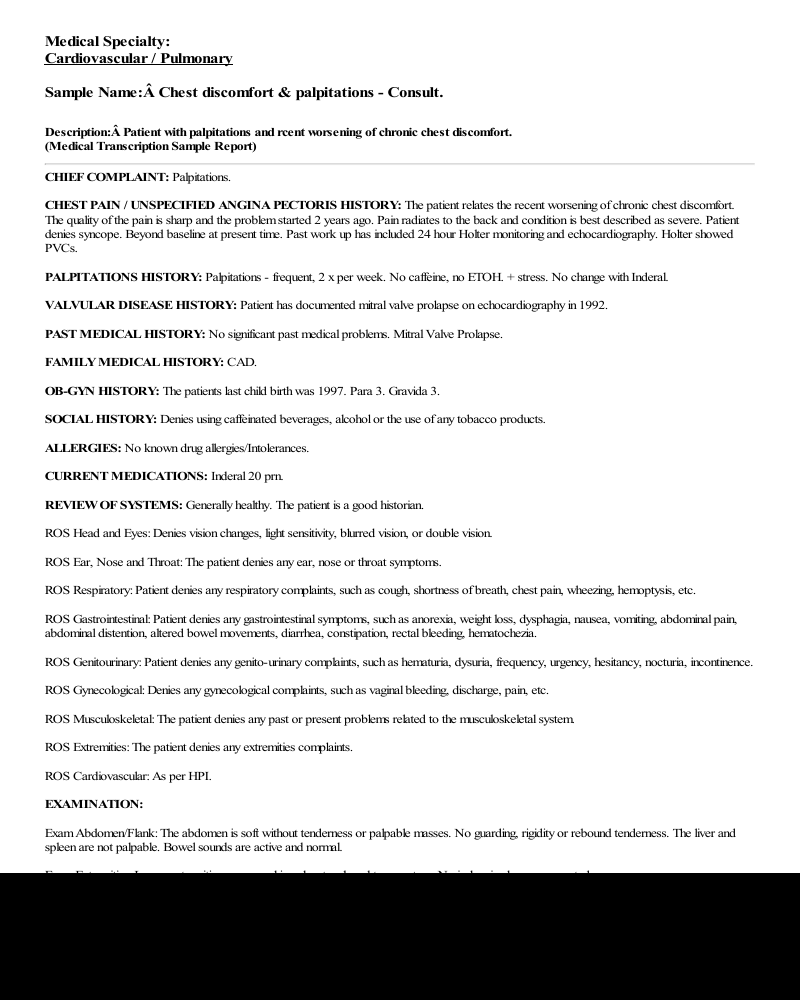 Medical Specialty:
Cardiovascular / Pulmonary
Sample Name:Â Chest discomfort & palpitations - Consult.
Description:Â Patient with palpitations and rcent worsening of chronic chest discomfort.
(Medical Transcription Sample Report)
CHIEF COMPLAINT: Palpitations.
CHEST PAIN / UNSPECIFIED ANGINA PECTORIS HISTORY: The patient relates the recent worsening of chronic chest discomfort.
The quality of the pain is sharp and the problem started 2 years ago. Pain radiates to the back and condition is best described as severe. Patient
denies syncope. Beyond baseline at present time. Past work up has included 24 hour Holter monitoring and echocardiography. Holter showed
PVCs.
PALPITATIONS HISTORY: Palpitations - frequent, 2 x per week. No caffeine, no ETOH. + stress. No change with Inderal.
VALVULAR DISEASE HISTORY: Patient has documented mitral valve prolapse on echocardiography in 1992.
PAST MEDICAL HISTORY: No significant past medical problems. Mitral Valve Prolapse.
FAMILY MEDICAL HISTORY: CAD.
OB-GYN HISTORY: The patients last child birth was 1997. Para 3. Gravida 3.
SOCIAL HISTORY: Denies using caffeinated beverages, alcohol or the use of any tobacco products.
ALLERGIES: No known drug allergies/Intolerances.
CURRENT MEDICATIONS: Inderal 20 prn.
REVIEW OF SYSTEMS: Generally healthy. The patient is a good historian.
ROS Head and Eyes: Denies vision changes, light sensitivity, blurred vision, or double vision.
ROS Ear, Nose and Throat: The patient denies any ear, nose or throat symptoms.
ROS Respiratory: Patient denies any respiratory complaints, such as cough, shortness of breath, chest pain, wheezing, hemoptysis, etc.
ROS Gastrointestinal: Patient denies any gastrointestinal symptoms, such as anorexia, weight loss, dysphagia, nausea, vomiting, abdominal pain,
abdominal distention, altered bowel movements, diarrhea, constipation, rectal bleeding, hematochezia.
ROS Genitourinary: Patient denies any genito-urinary complaints, such as hematuria, dysuria, frequency, urgency, hesitancy, nocturia, incontinence.
ROS Gynecological: Denies any gynecological complaints, such as vaginal bleeding, discharge, pain, etc.
ROS Musculoskeletal: The patient denies any past or present problems related to the musculoskeletal system.
ROS Extremities: The patient denies any extremities complaints.
ROS Cardiovascular: As per HPI.
EXAMINATION:
Exam Abdomen/Flank: The abdomen is soft without tenderness or palpable masses. No guarding, rigidity or rebound tenderness. The liver and
spleen are not palpable. Bowel sounds are active and normal.